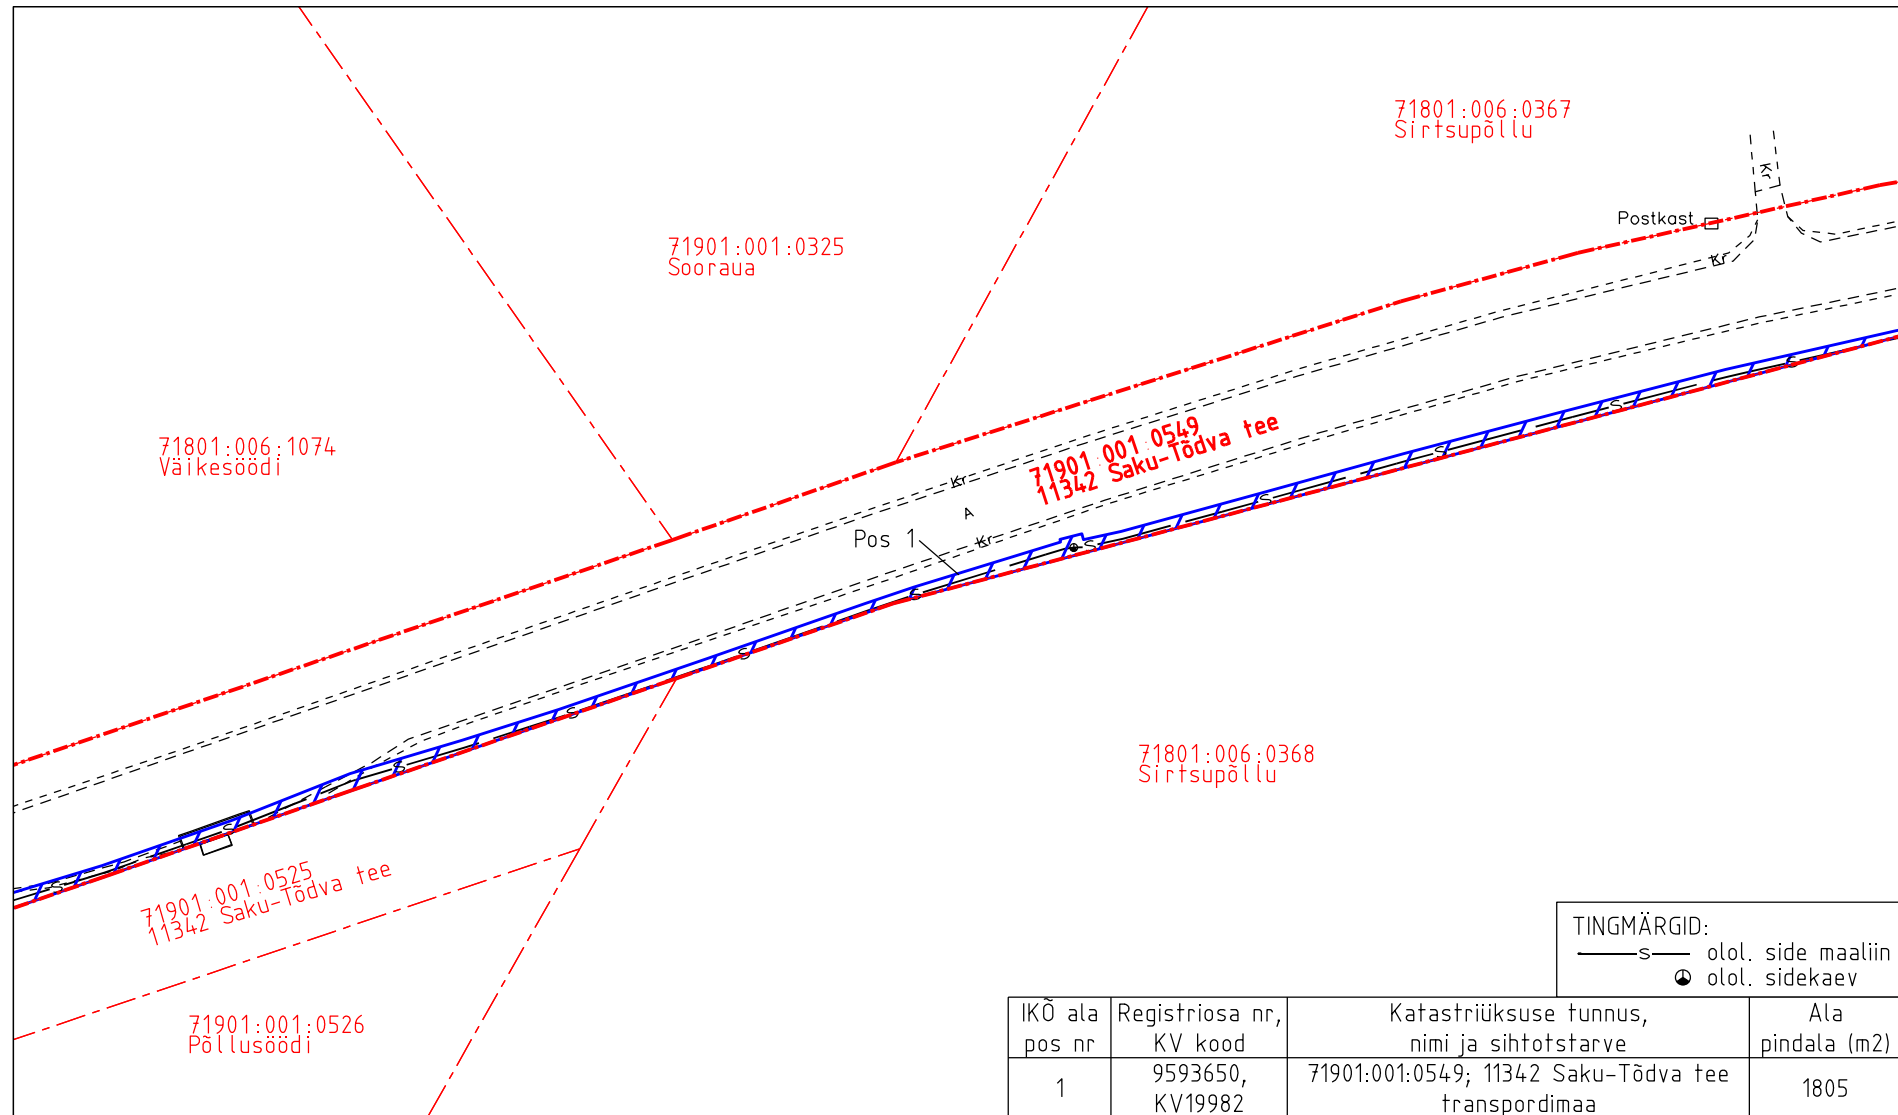 71801:006:0367
Sirtsupõllu
Kr
Postkast
Kr
71901:001:0325
Sooraua
71801:006:1074
Väikesöödi
71901:001:0549
11342 Saku-Tõdva tee
Kr
A
Kr
Pos 1
S
S
S
S
S
S
S
S
S
S
S
71801:006:0368
Sirtsupõllu
71901:001:0525
11342 Saku-Tõdva tee
71901:001:0526
Põllusöödi
TINGMÄRGID:
S olol. side maaliin
olol. sidekaev
IKÕ ala pos nr
Registriosa nr, KV kood
Katastriüksuse tunnus, nimi ja sihtotstarve
Ala pindala (m2)
1
9593650, KV19982
71901:001:0549; 11342 Saku-Tõdva tee transpordimaa
1805